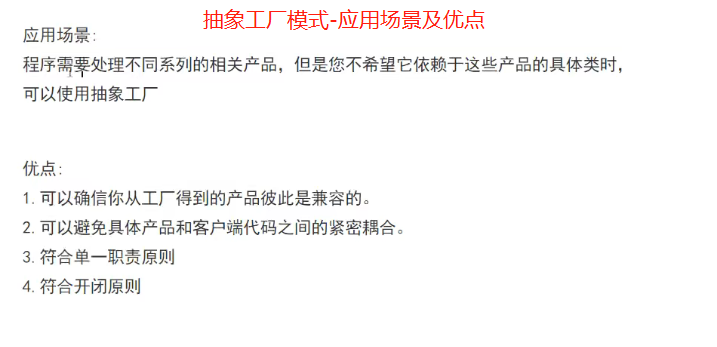 抽象工厂模式-应用场景及优点
应用场景:
程序需要处理不同系列的相关产品，但是您不希望它依赖于这些产品的具体类时，
可以使用抽象工厂
优点:
1.可以确信你从工厂得到的产品彼此是兼容的。
2.可以避免具体产品和客户端代码之间的紧密耦合。
3.符合单一职责原则
4.符合开闭原则